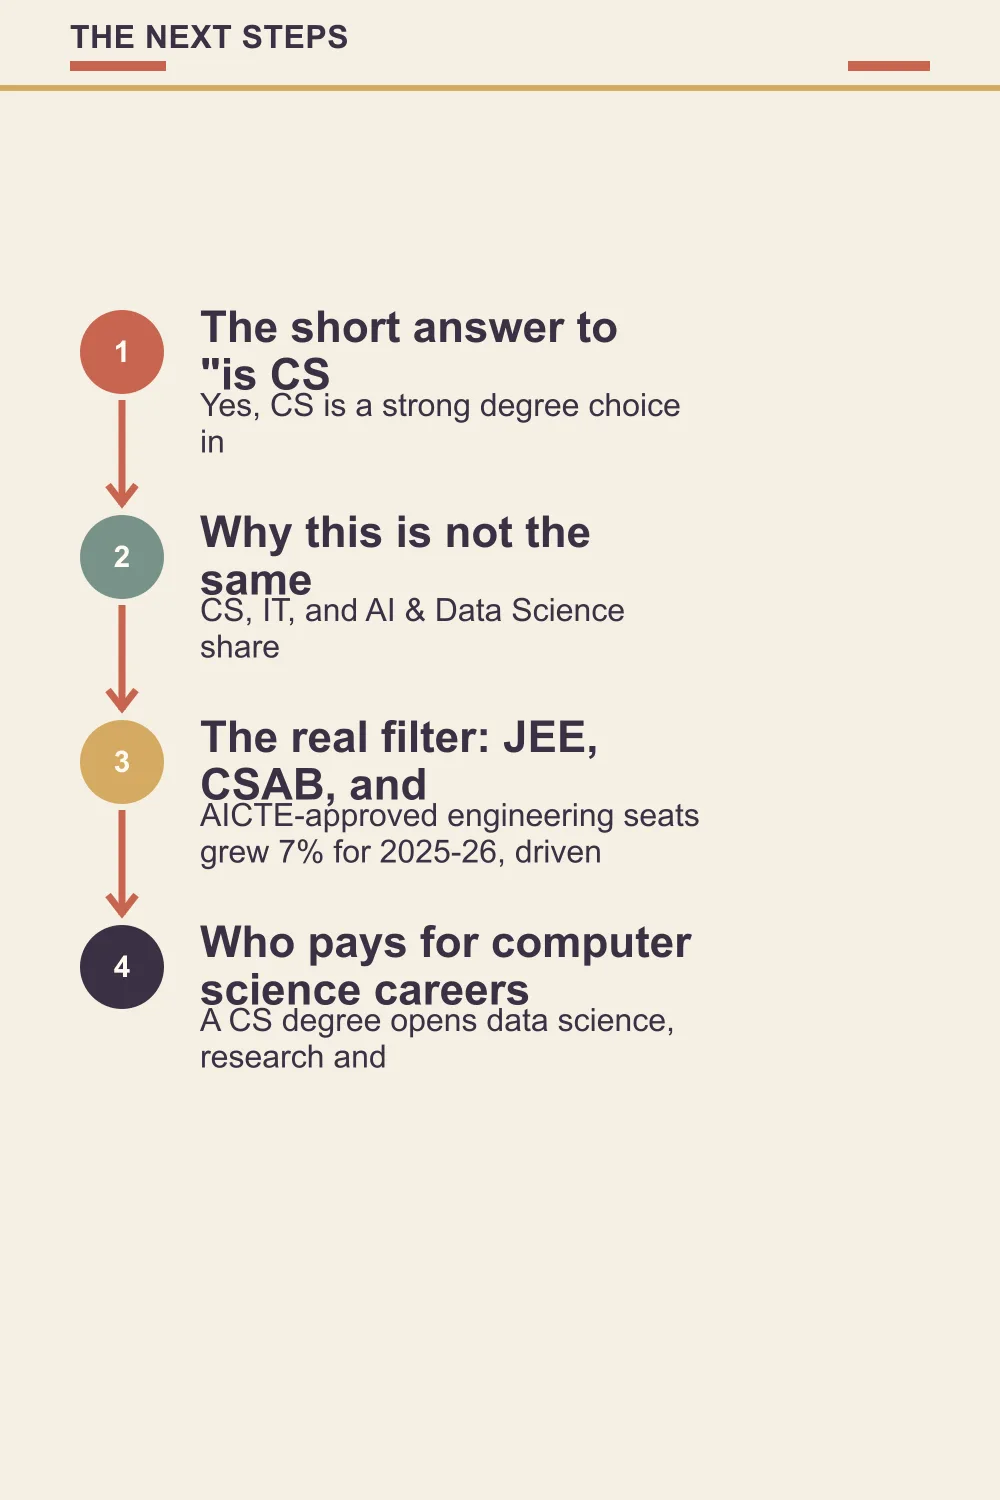 THE NEXT STEPS
1
The short answer to
"is CS
Yes, CS is a strong degree choice
in
2
Why this is not the
same
CS, IT, and AI & Data Science
share
3
The real filter: JEE,
CSAB, and
AICTE-approved engineering seats
grew 7% for 2025-26, driven
4
Who pays for computer
science careers
A CS degree opens data science,
research and